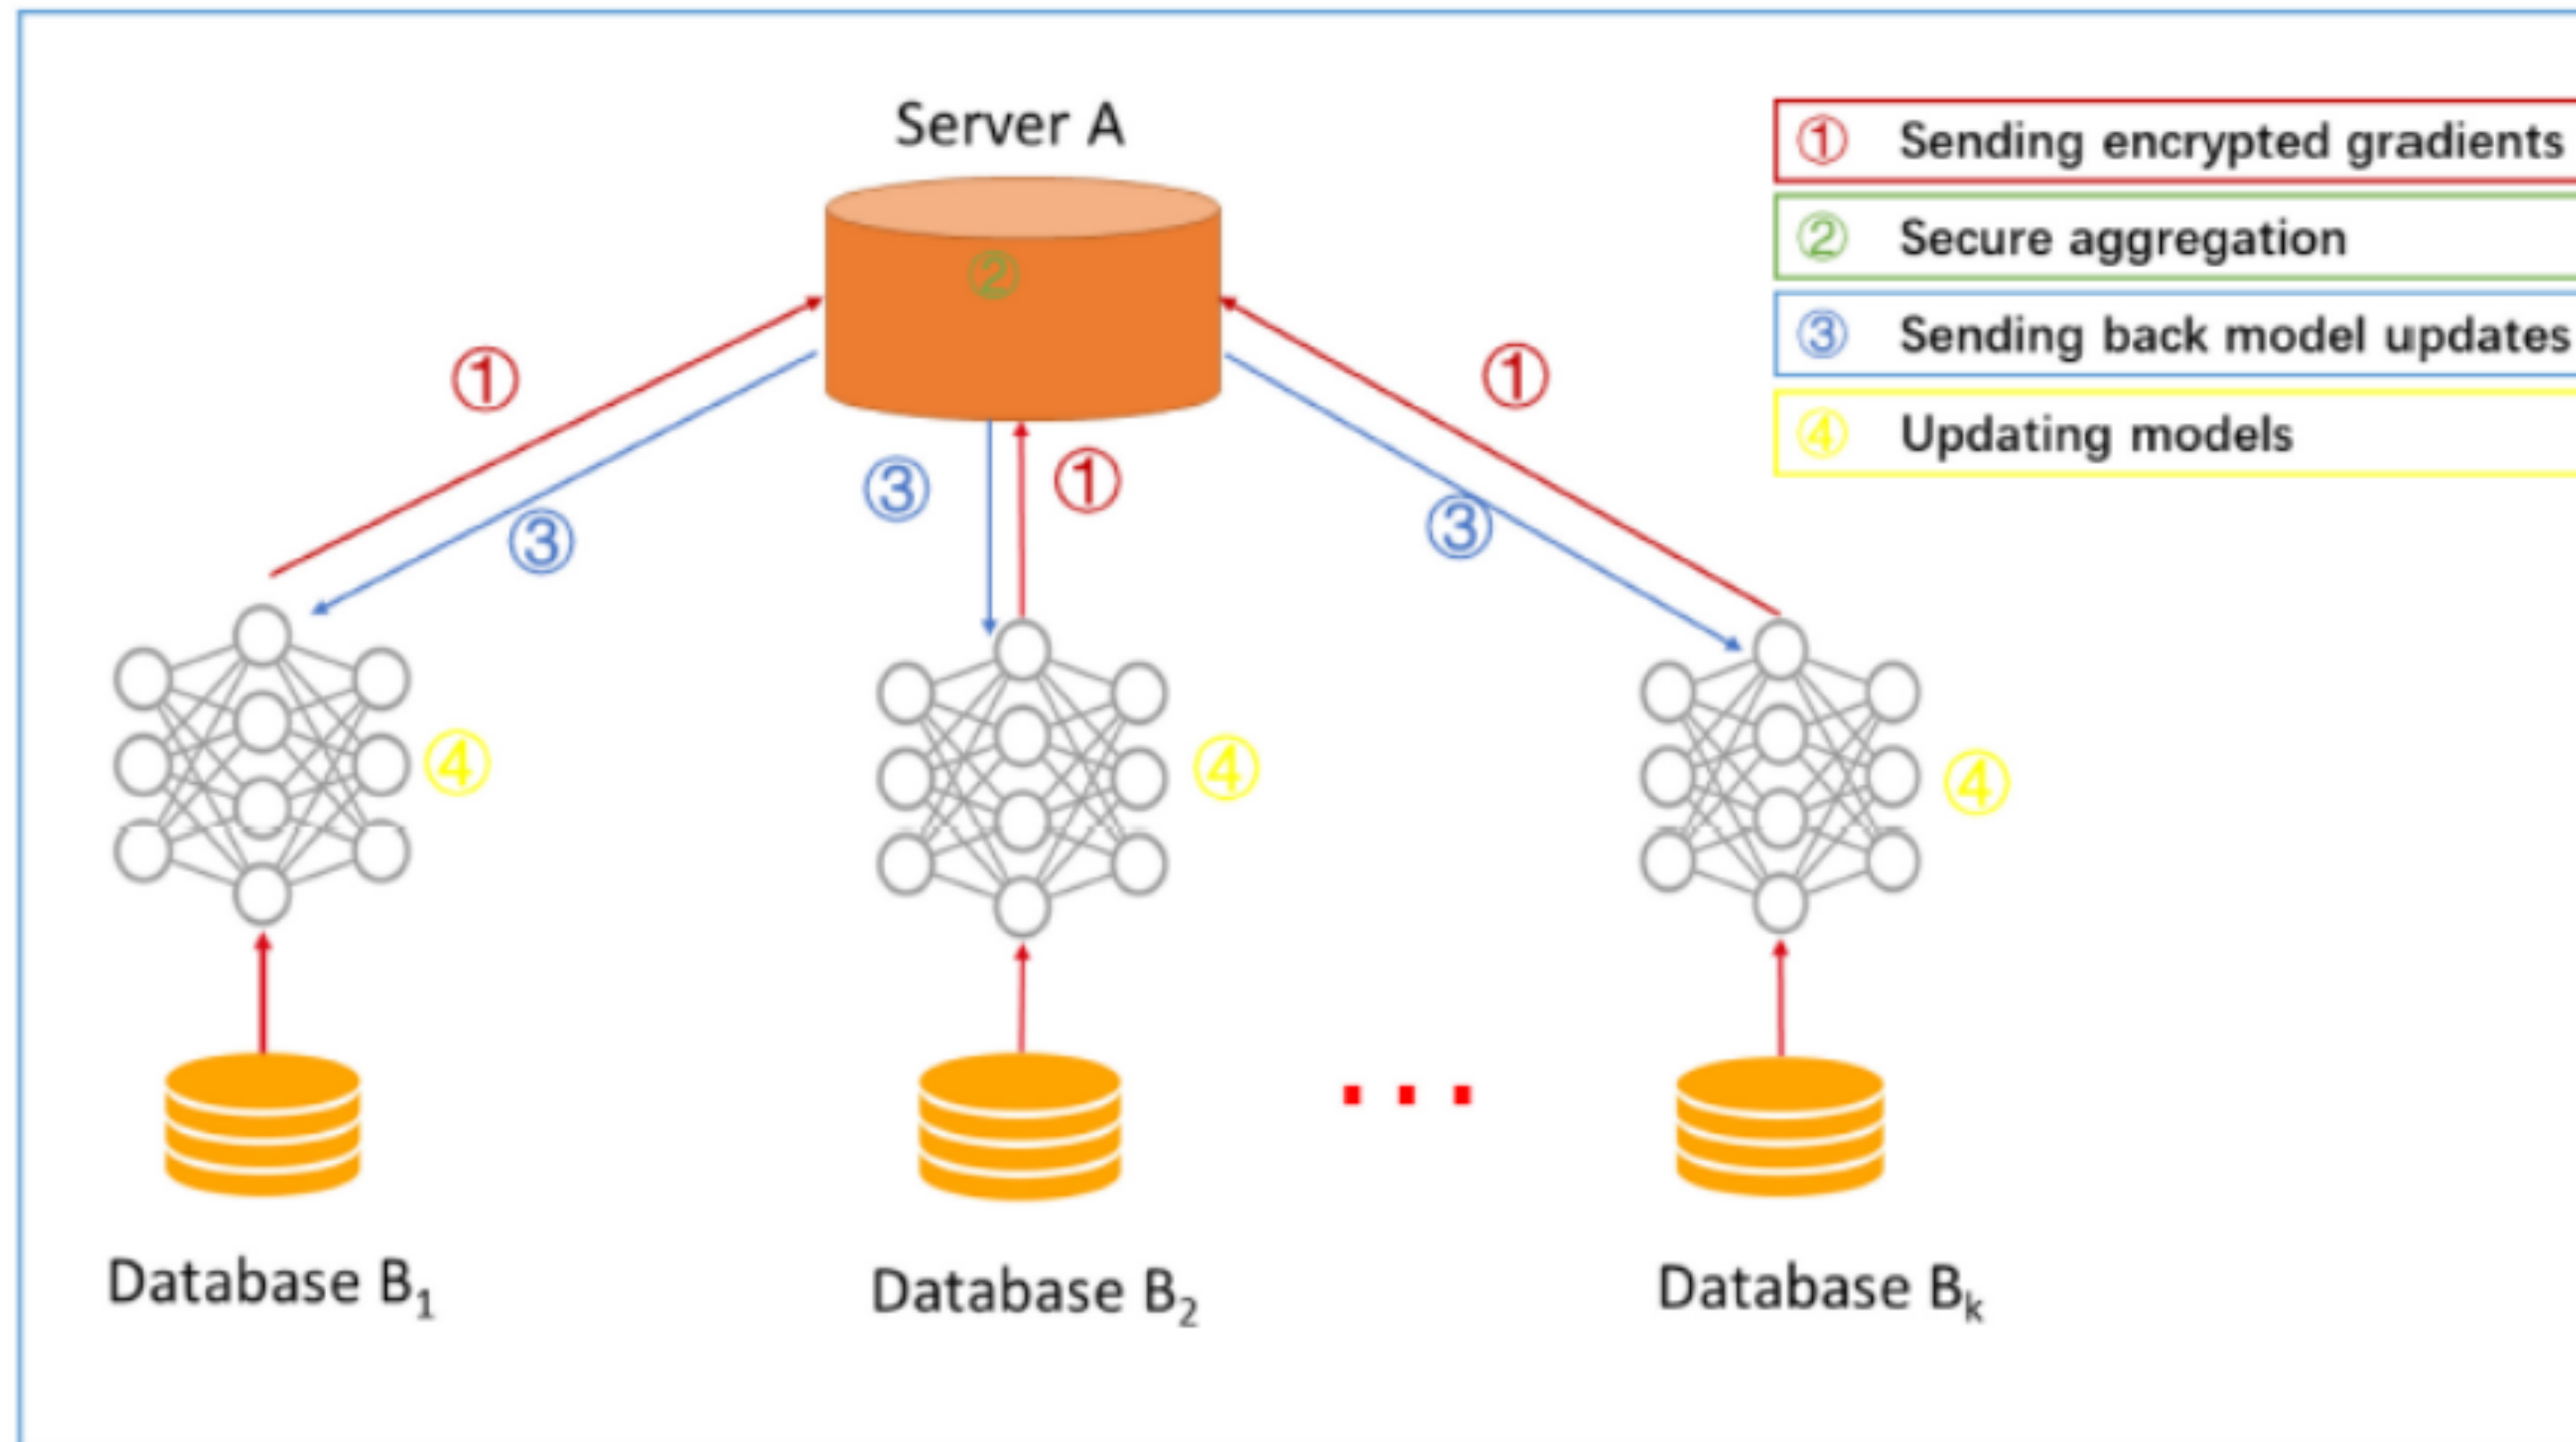 Server A
① Sending encrypted gradients
② Secure aggregation
③ Sending back model updates
④ Updating models
②
① ①
③ ①
③ ③
④ ④ ④
...
Database B₁ Database B₂ Database Bₖ